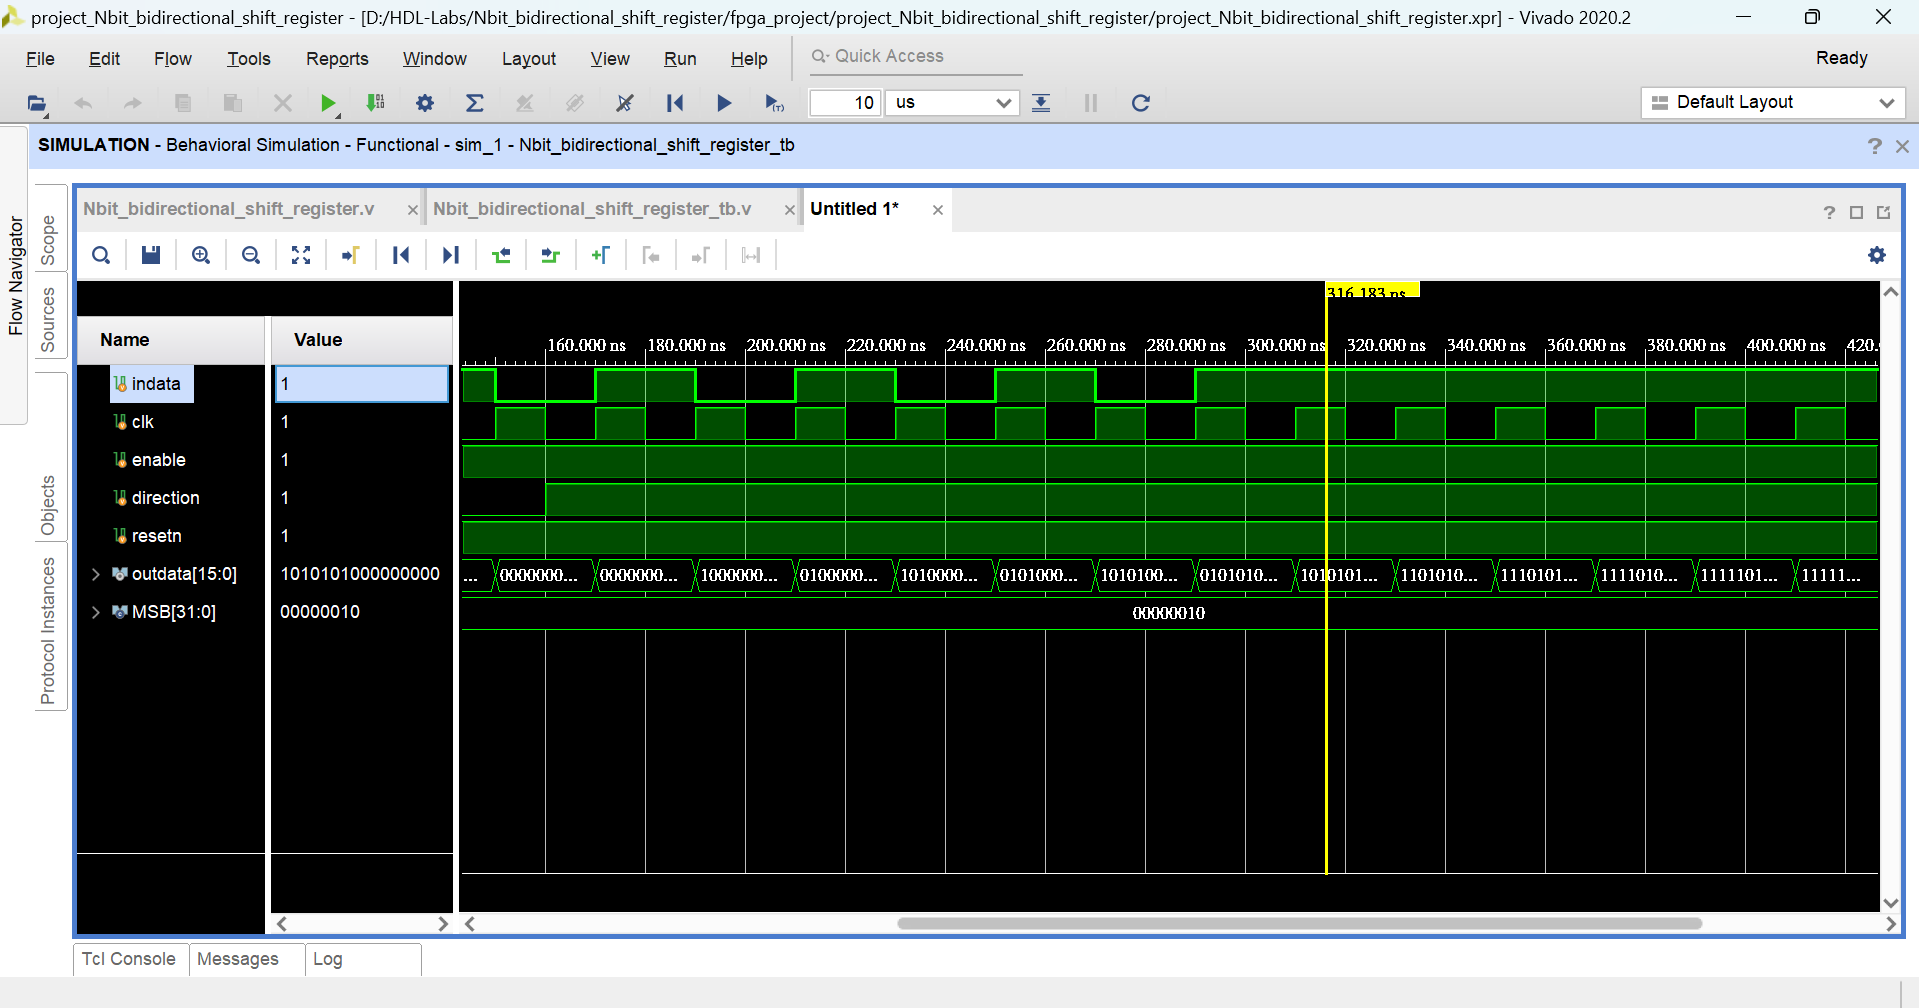 project_Nbit_bidirectional_shift_register - [D:/HDL-Labs/Nbit_bidirectional_shift_register/fpga_project/project_Nbit_bidirectional_shift_register/project_Nbit_bidirectional_shift_register.xpr] - Vivado 2020.2
File Edit Flow Tools Reports Window Layout View Run Help Quick Access Ready
10 us Default Layout
SIMULATION - Behavioral Simulation - Functional - sim_1 - Nbit_bidirectional_shift_register_tb
Flow Navigator
Scope
Sources
Objects
Protocol Instances
Nbit_bidirectional_shift_register.v Nbit_bidirectional_shift_register_tb.v Untitled 1*
316.183 ns
Name Value 160.000 ns 180.000 ns 200.000 ns 220.000 ns 240.000 ns 260.000 ns 280.000 ns 300.000 ns 320.000 ns 340.000 ns 360.000 ns 380.000 ns 400.000 ns 420.
indata 1
clk 1
enable 1
direction 1
resetn 1
outdata[15:0] 1010101000000000 ... 0000000... 0000000... 1000000... 0100000... 1010000... 0101000... 1010100... 0101010... 1010101... 1101010... 1110101... 1111010... 1111101... 11111...
MSB[31:0] 00000010 00000010
Tcl Console Messages Log